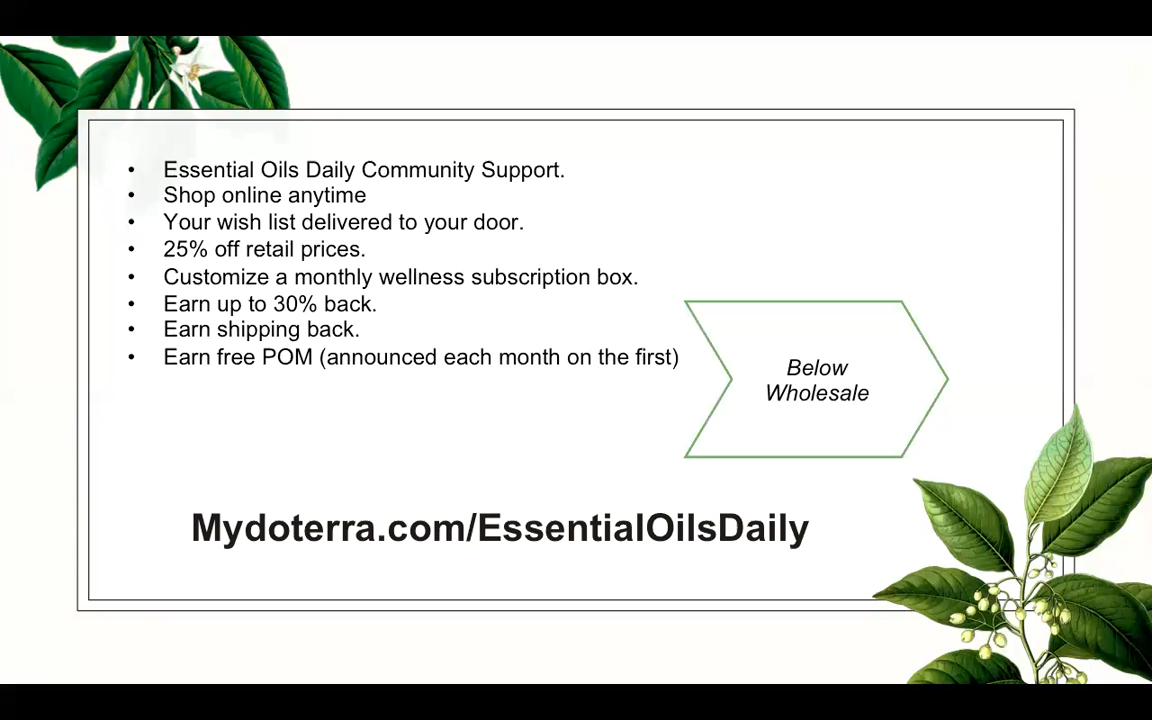 • Essential Oils Daily Community Support.
• Shop online anytime
• Your wish list delivered to your door.
• 25% off retail prices.
• Customize a monthly wellness subscription box.
• Earn up to 30% back.
• Earn shipping back.
• Earn free POM (announced each month on the first)
Below
Wholesale
Mydoterra.com/EssentialOilsDaily